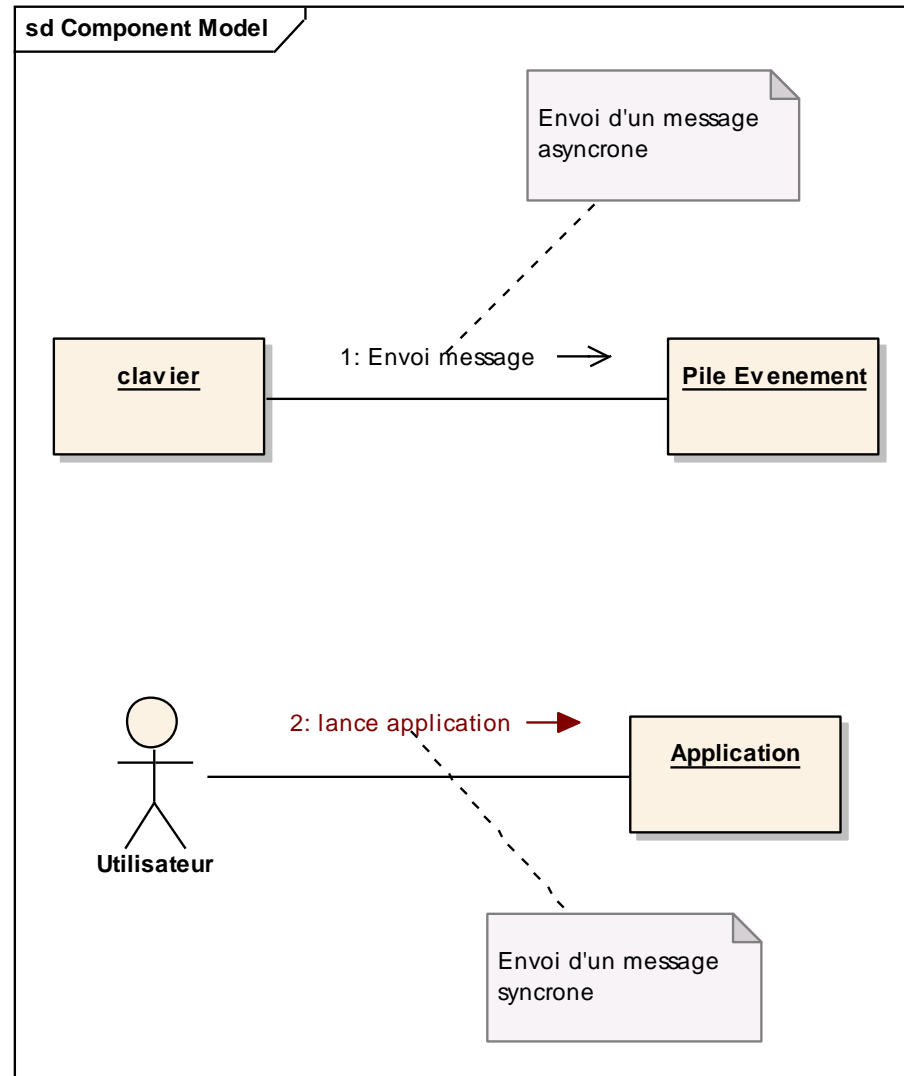 sd Component Model
Envoi d'un message
asyncrone
1: Envoi message
clavier
Pile Evenement
2: lance application
Application
Utilisateur
Envoi d'un message
syncrone